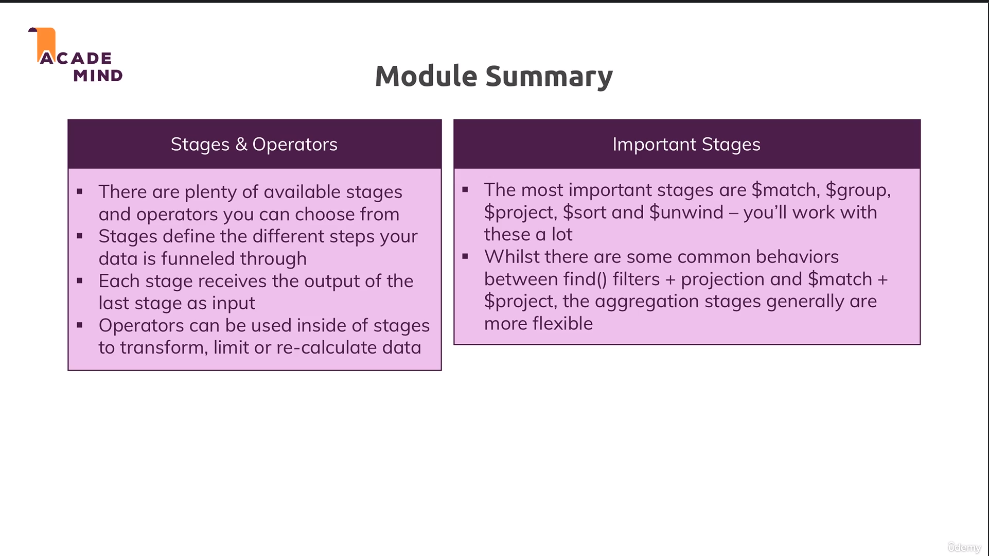 ACADE
MIND
Module Summary
Stages & Operators
▪ There are plenty of available stages
and operators you can choose from
▪ Stages define the different steps your
data is funneled through
▪ Each stage receives the output of the
last stage as input
▪ Operators can be used inside of stages
to transform, limit or re-calculate data
Important Stages
▪ The most important stages are $match, $group,
$project, $sort and $unwind – you’ll work with
these a lot
▪ Whilst there are some common behaviors
between find() filters + projection and $match +
$project, the aggregation stages generally are
more flexible
ûdemy